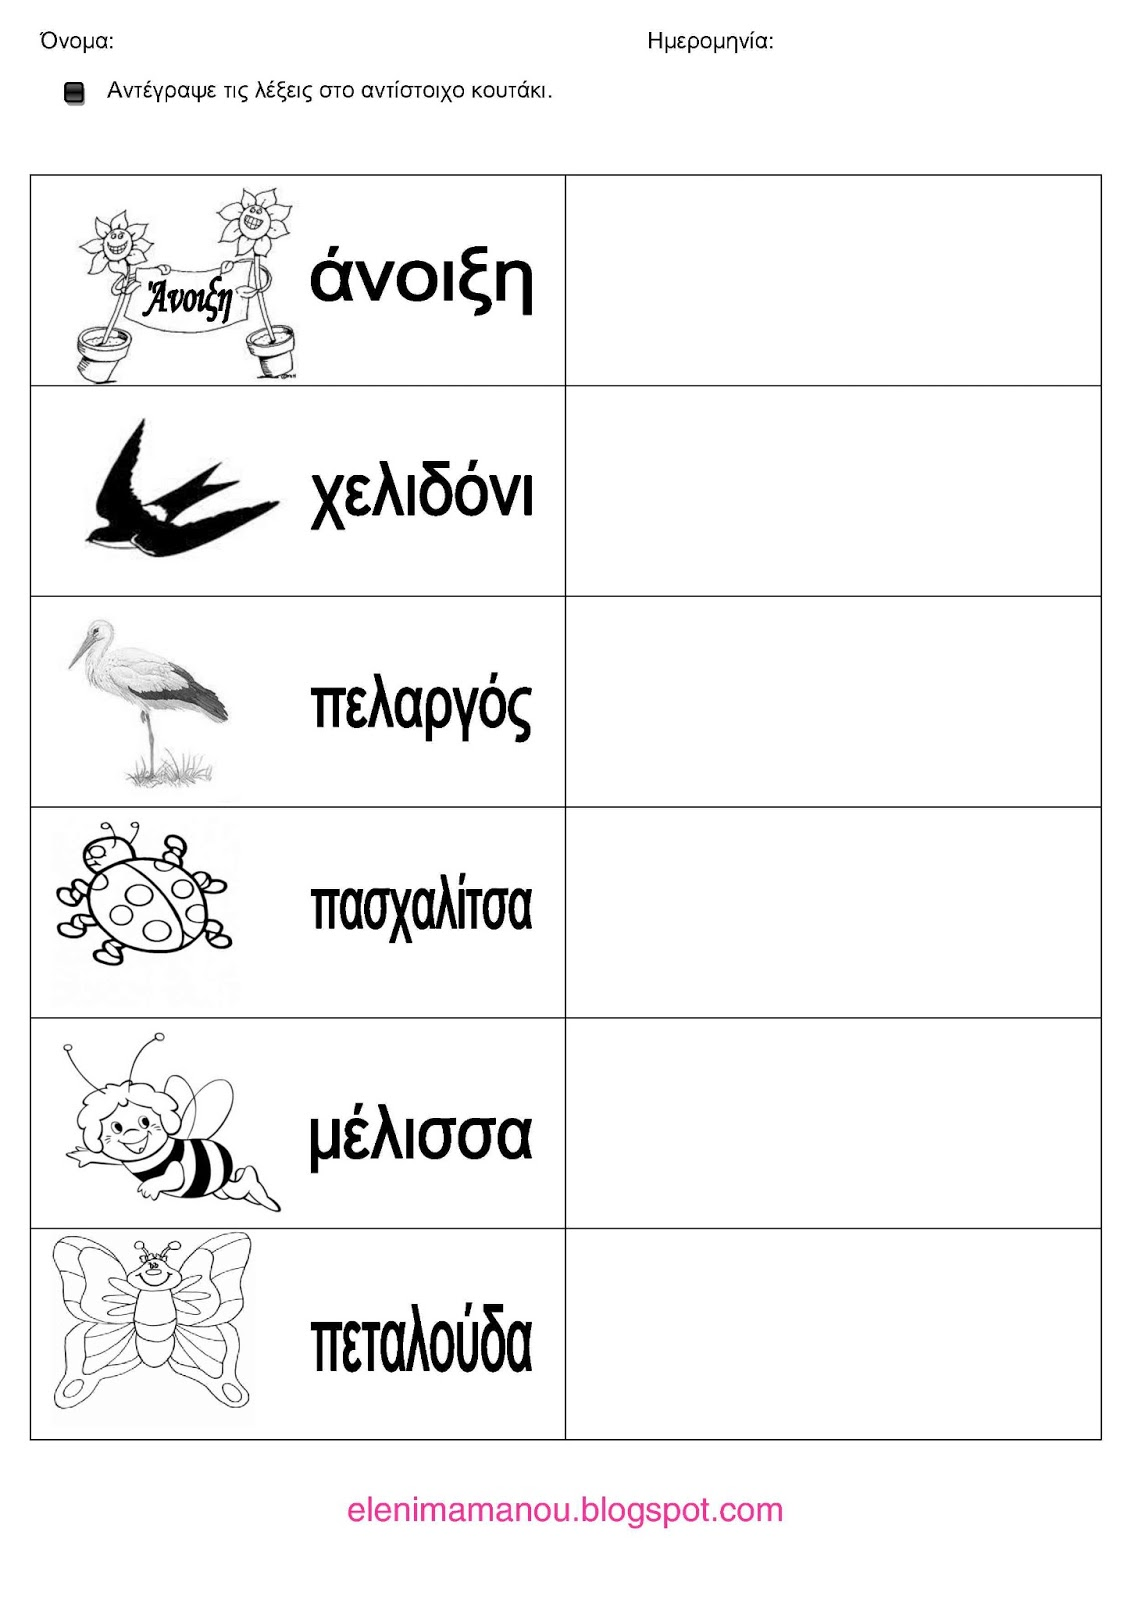 Όνομα: Ημερομηνία:
Αντέγραψε τις λέξεις στο αντίστοιχο κουτάκι.
Άνοιξη άνοιξη
χελιδόνι
πελαργός
πασχαλίτσα
μέλισσα
πεταλούδα
elenimamanou.blogspot.com